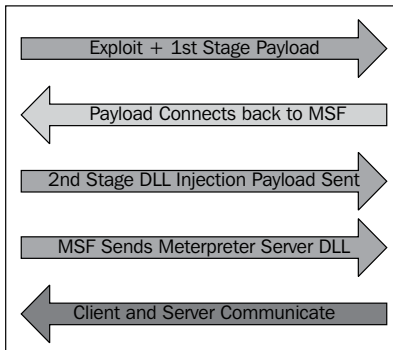 Exploit + 1st Stage Payload
Payload Connects back to MSF
2nd Stage DLL Injection Payload Sent
MSF Sends Meterpreter Server DLL
Client and Server Communicate